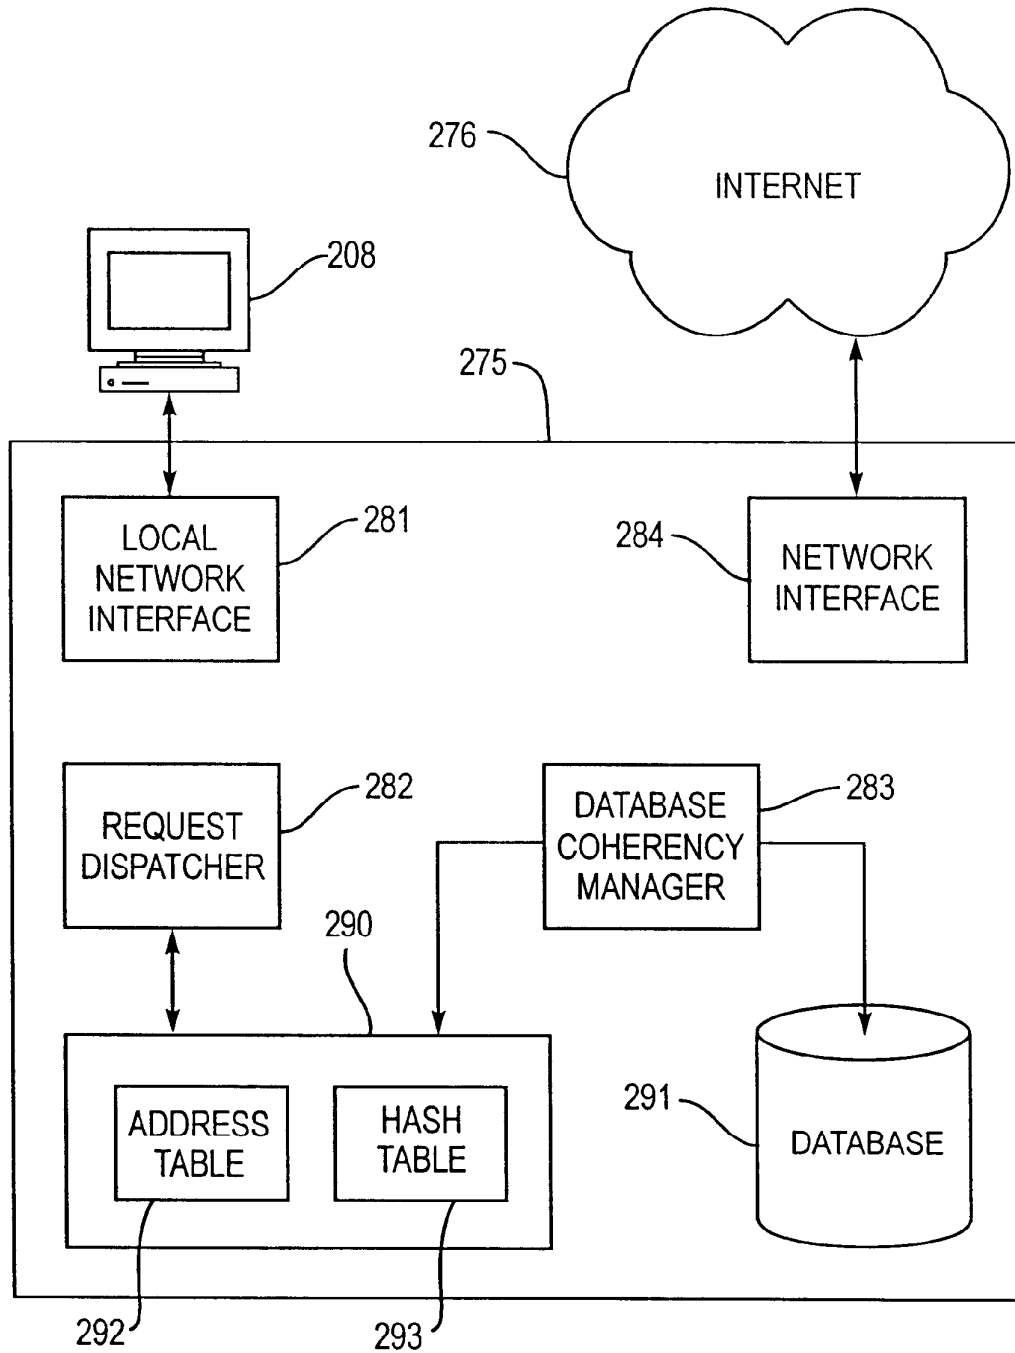 276
INTERNET
208
275
LOCAL
NETWORK
INTERFACE
281
284
NETWORK
INTERFACE
REQUEST
DISPATCHER
282
DATABASE
COHERENCY
MANAGER
283
290
ADDRESS
TABLE
HASH
TABLE
291
DATABASE
292
293